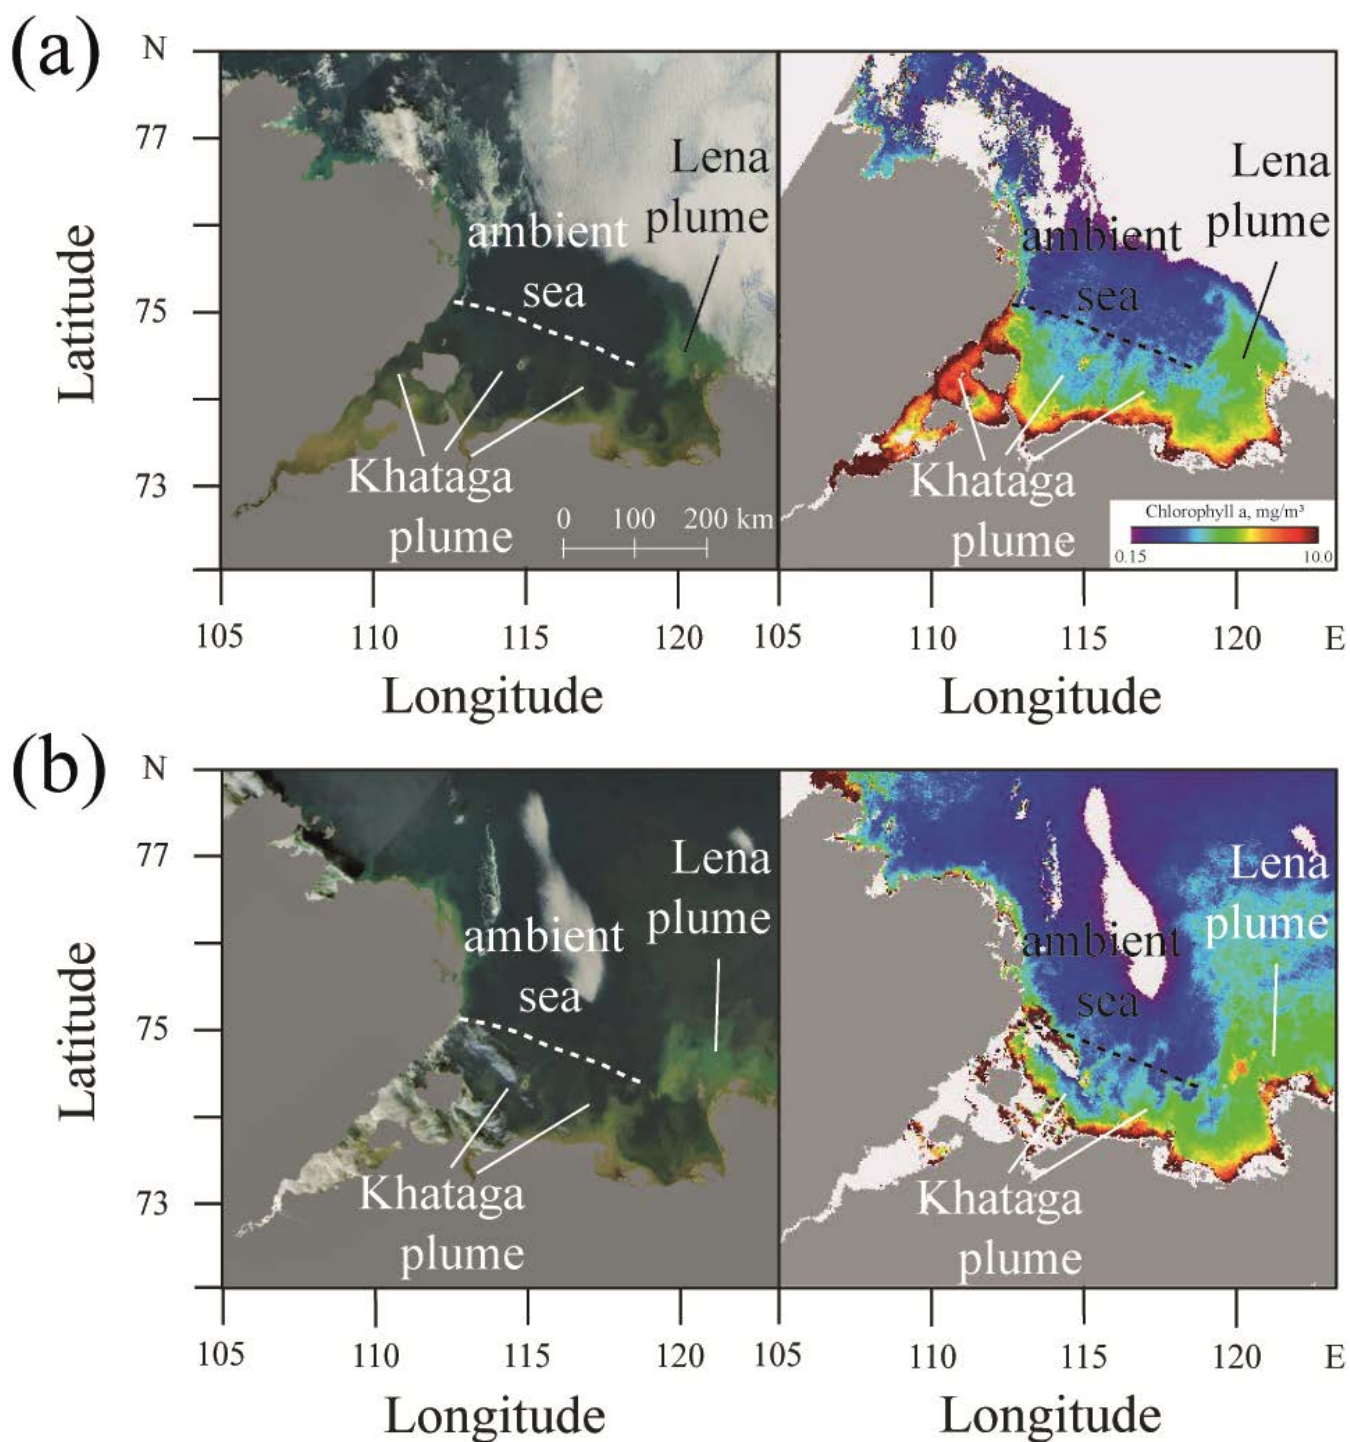 (a)
N
77
75
73
Latitude
Lena
plume
ambient
sea
Khataga
plume
0 100 200 km
105 110 115 120
Longitude
Lena
plume
ambient
sea
Khataga
plume
Chlorophyll a, mg/m³
0.15 10.0
105 110 115 120 E
Longitude
(b)
N
77
75
73
Latitude
Lena
plume
ambient
sea
Khataga
plume
105 110 115 120
Longitude
Lena
plume
ambient
sea
Khataga
plume
105 110 115 120 E
Longitude